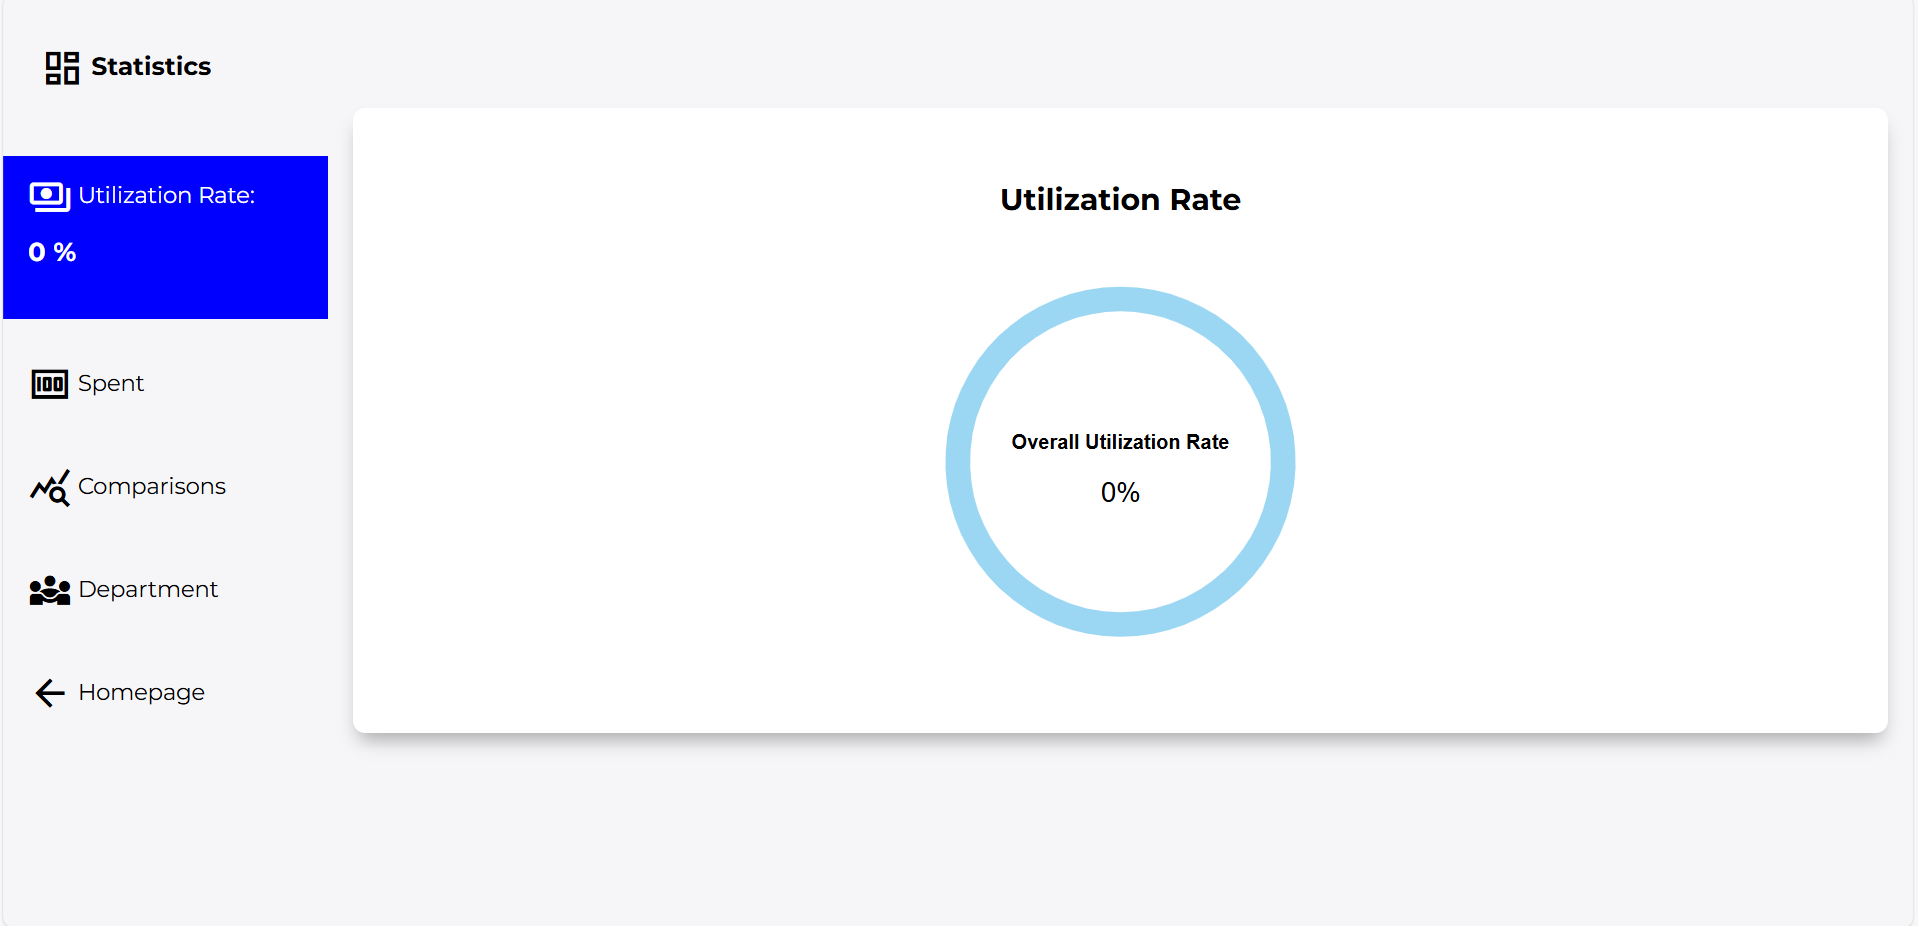 Statistics
Utilization Rate:
0 %
Spent
Comparisons
Department
Homepage
Utilization Rate
Overall Utilization Rate
0%